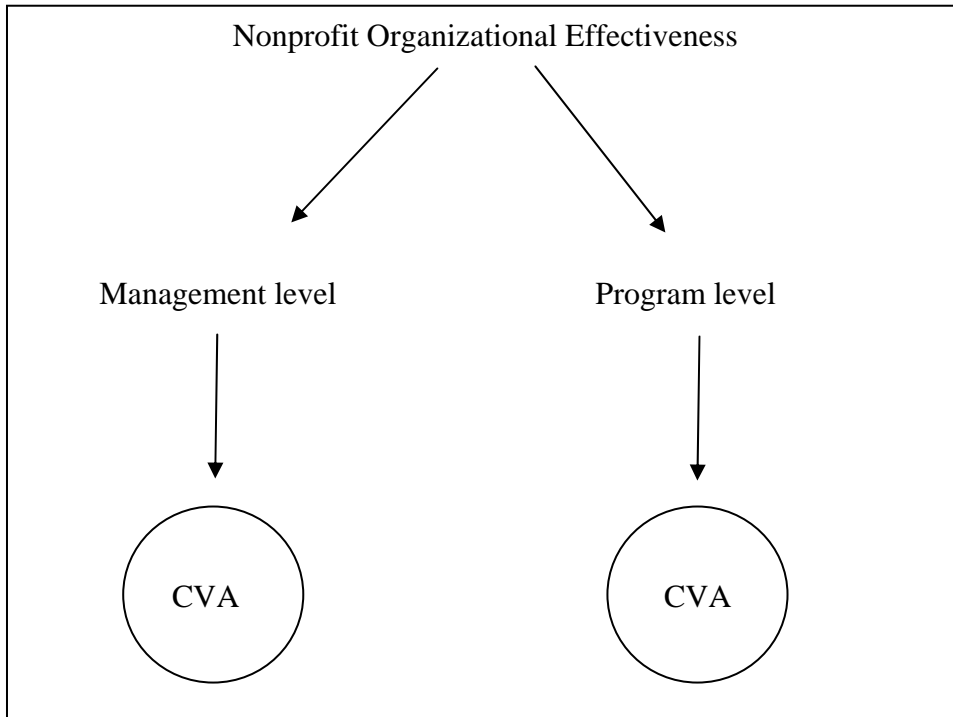 Nonprofit Organizational Effectiveness
Management level
Program level
CVA
CVA